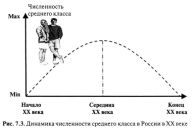 Численность
среднего класса
Max
Min
Начало
XX века
Середина
XX века
Конец
XX века
Рис. 7.3. Динамика численности среднего класса в России в XX веке